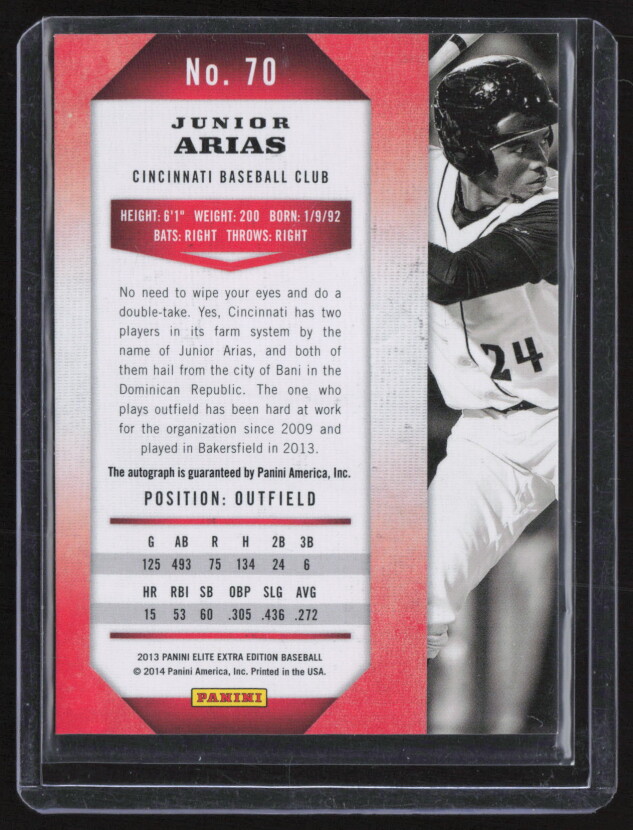 No. 70
JUNIOR
ARIAS
CINCINNATI BASEBALL CLUB
HEIGHT: 6'1" WEIGHT: 200 BORN: 1/9/92
BATS: RIGHT THROWS: RIGHT
No need to wipe your eyes and do a
double-take. Yes, Cincinnati has two
players in its farm system by the
name of Junior Arias, and both of
them hail from the city of Bani in the
Dominican Republic. The one who
plays outfield has been hard at work
for the organization since 2009 and
played in Bakersfield in 2013.
The autograph is guaranteed by Panini America, Inc.
POSITION: OUTFIELD
G AB R H 2B 3B
125 493 75 134 24 6
HR RBI SB OBP SLG AVG
15 53 60 .305 .436 .272
2013 PANINI ELITE EXTRA EDITION BASEBALL
© 2014 Panini America, Inc. Printed in the USA.
PANINI
24